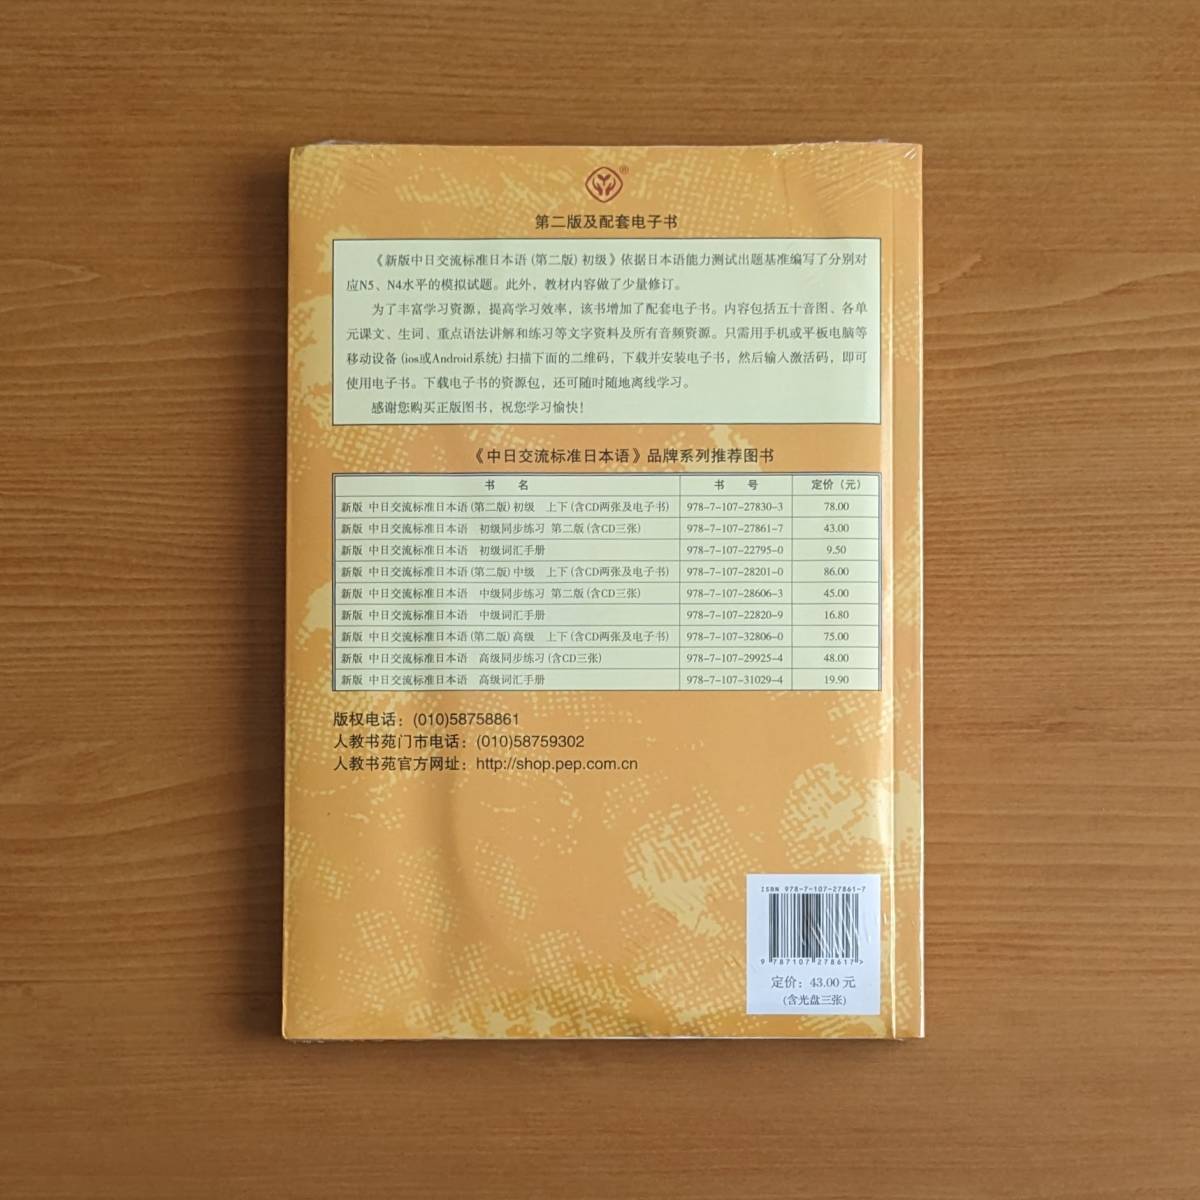 ®
第二版及配套电子书
《新版中日交流标准日本语(第二版)初级》依据日本语能力测试出题基准编写了分别对
应N5、N4水平的模拟试题。此外，教材内容做了少量修订。
为了丰富学习资源，提高学习效率，该书增加了配套电子书。内容包括五十音图、各单
元课文、生词、重点语法讲解和练习等文字资料及所有音频资源。只需用手机或平板电脑等
移动设备(ios或Android系统)扫描下面的二维码，下载并安装电子书，然后输入激活码，即可
使用电子书。下载电子书的资源包，还可随时随地离线学习。
感谢您购买正版图书，祝您学习愉快！
《中日交流标准日本语》品牌系列推荐图书
书 名 书 号 定价（元）
新版 中日交流标准日本语(第二版)初级 上下(含CD两张及电子书) 978-7-107-27830-3 78.00
新版 中日交流标准日本语 初级同步练习 第二版(含CD三张) 978-7-107-27861-7 43.00
新版 中日交流标准日本语 初级词汇手册 978-7-107-22795-0 9.50
新版 中日交流标准日本语(第二版)中级 上下(含CD两张及电子书) 978-7-107-28201-0 86.00
新版 中日交流标准日本语 中级同步练习 第二版(含CD三张) 978-7-107-28606-3 45.00
新版 中日交流标准日本语 中级词汇手册 978-7-107-22820-9 16.80
新版 中日交流标准日本语(第二版)高级 上下(含CD两张及电子书) 978-7-107-32806-0 75.00
新版 中日交流标准日本语 高级同步练习(含CD三张) 978-7-107-29925-4 48.00
新版 中日交流标准日本语 高级词汇手册 978-7-107-31029-4 19.90
版权电话：(010)58758861
人教书苑门市电话：(010)58759302
人教书苑官方网址：http://shop.pep.com.cn
ISBN 978-7-107-27861-7
9 787107 278617>
定价：43.00 元
(含光盘三张)